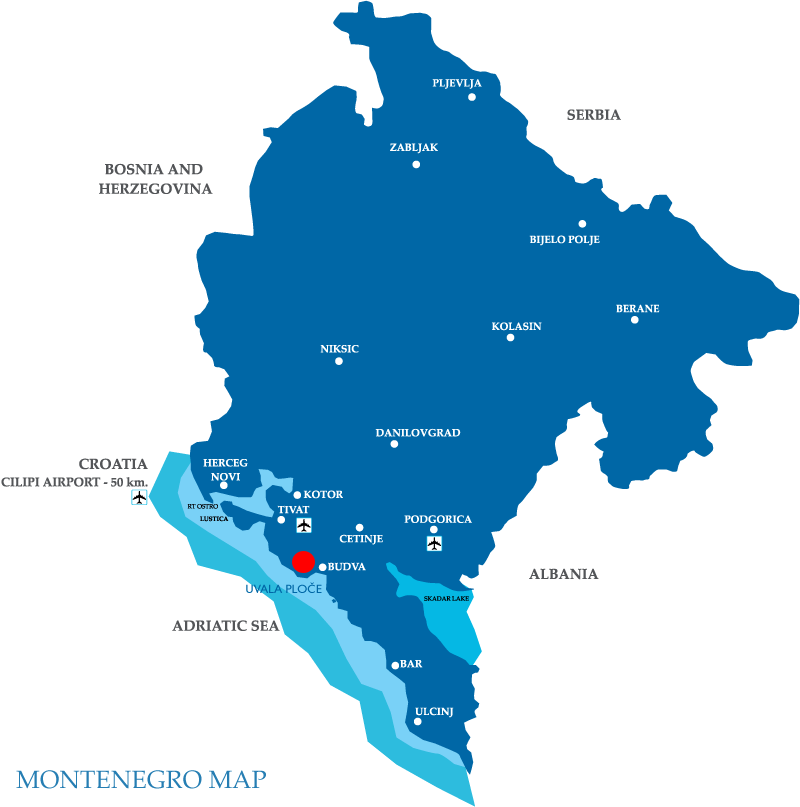 PLJEVLJA
SERBIA
ZABLJAK
BOSNIA AND
HERZEGOVINA
BIJELO POLJE
BERANE
KOLASIN
NIKSIC
DANILOVGRAD
CROATIA
CILIPI AIRPORT - 50 km.
HERCEG
NOVI
KOTOR
RT OSTRO
LUSTICA
TIVAT
PODGORICA
CETINJE
BUDVA
ALBANIA
UVALA PLOČE
SKADAR LAKE
ADRIATIC SEA
BAR
ULCINJ
MONTENEGRO MAP